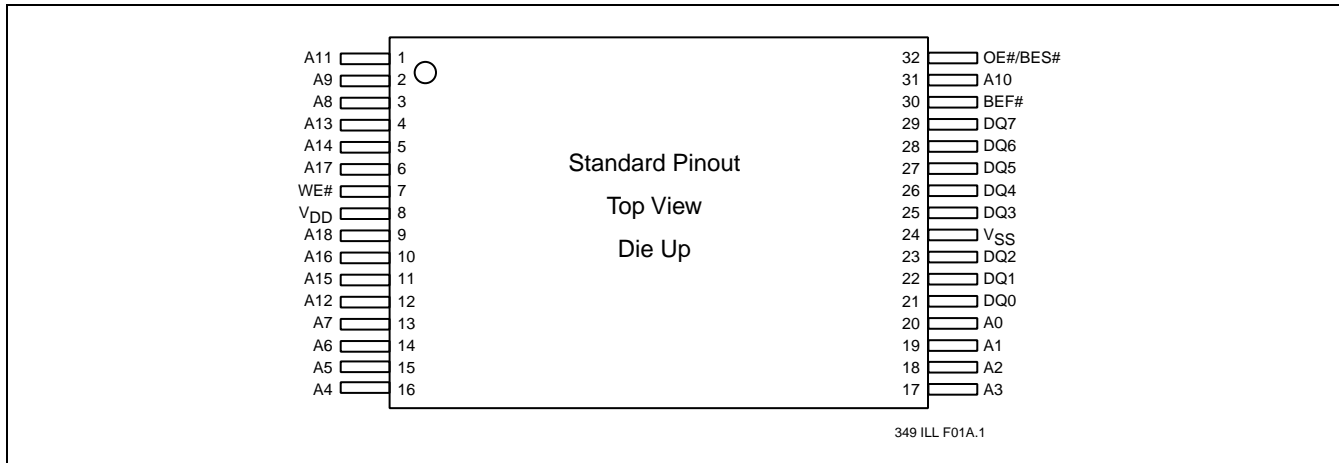 A11 1 32 OE#/BES#
A9 2 31 A10
A8 3 30 BEF#
A13 4 29 DQ7
A14 5 28 DQ6
A17 6 27 DQ5
WE# 7 26 DQ4
VDD 8 25 DQ3
A18 9 24 VSS
A16 10 23 DQ2
A15 11 22 DQ1
A12 12 21 DQ0
A7 13 20 A0
A6 14 19 A1
A5 15 18 A2
A4 16 17 A3
Standard Pinout
Top View
Die Up
349 ILL F01A.1